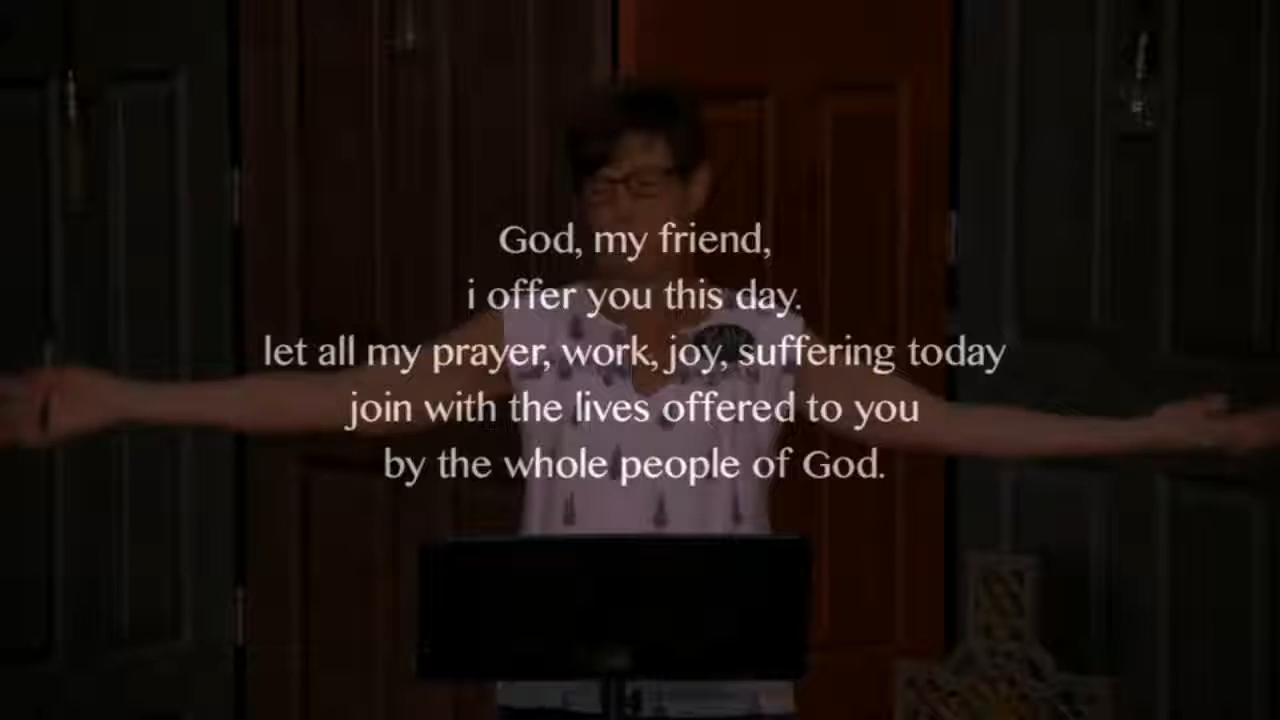 God, my friend,
i offer you this day.
let all my prayer, work, joy, suffering today
join with the lives offered to you
by the whole people of God.